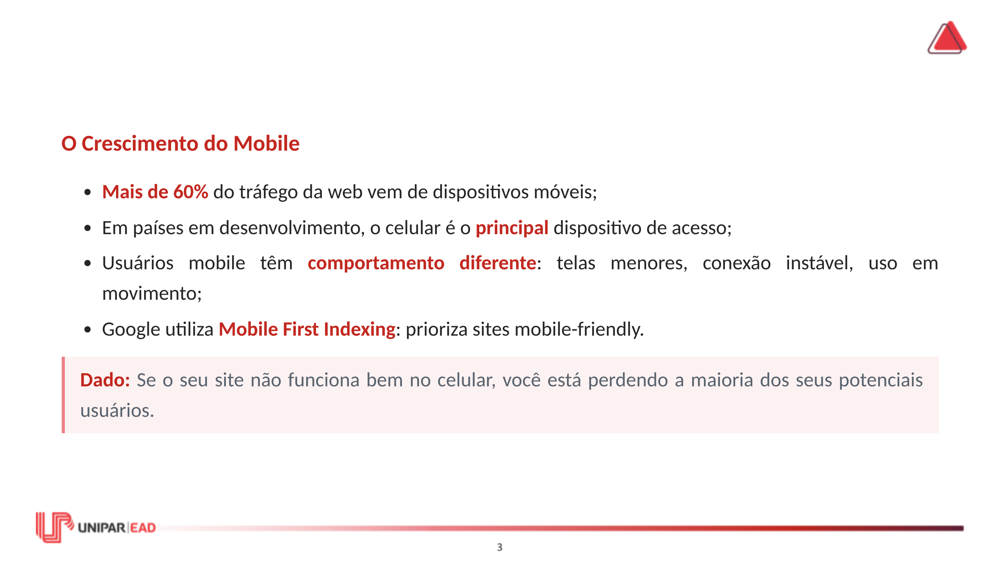 O Crescimento do Mobile
• Mais de 60% do tráfego da web vem de dispositivos móveis;
• Em países em desenvolvimento, o celular é o principal dispositivo de acesso;
• Usuários mobile têm comportamento diferente: telas menores, conexão instável, uso em
movimento;
• Google utiliza Mobile First Indexing: prioriza sites mobile-friendly.
Dado: Se o seu site não funciona bem no celular, você está perdendo a maioria dos seus potenciais
usuários.
UNIPAR|EAD
3